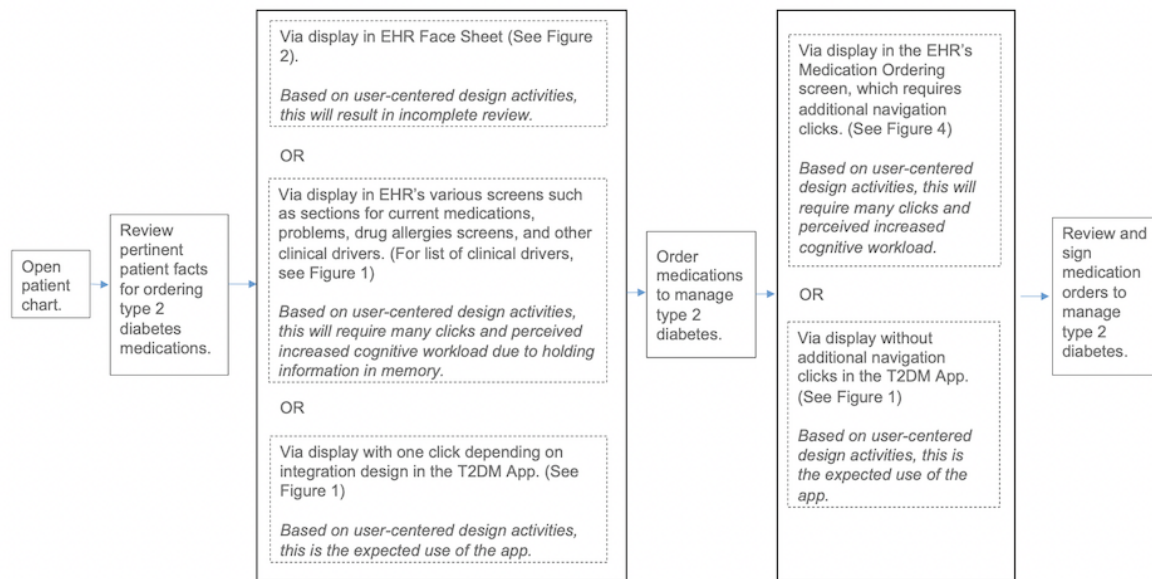 Open
patient
chart.
Review
pertinent
patient facts
for ordering
type 2
diabetes
medications.
Via display in EHR Face Sheet (See Figure
2).
Based on user-centered design activities,
this will result in incomplete review.
OR
Via display in EHR's various screens such
as sections for current medications,
problems, drug allergies screens, and other
clinical drivers. (For list of clinical drivers,
see Figure 1)
Based on user-centered design activities,
this will require many clicks and perceived
increased cognitive workload due to holding
information in memory.
OR
Via display with one click depending on
integration design in the T2DM App. (See
Figure 1)
Based on user-centered design activities,
this is the expected use of the app.
Order
medications
to manage
type 2
diabetes.
Via display in the EHR's
Medication Ordering
screen, which requires
additional navigation
clicks. (See Figure 4)
Based on user-centered
design activities, this will
require many clicks and
perceived increased
cognitive workload.
OR
Via display without
additional navigation
clicks in the T2DM App.
(See Figure 1)
Based on user-centered
design activities, this is
the expected use of the
app.
Review and
sign
medication
orders to
manage
type 2
diabetes.